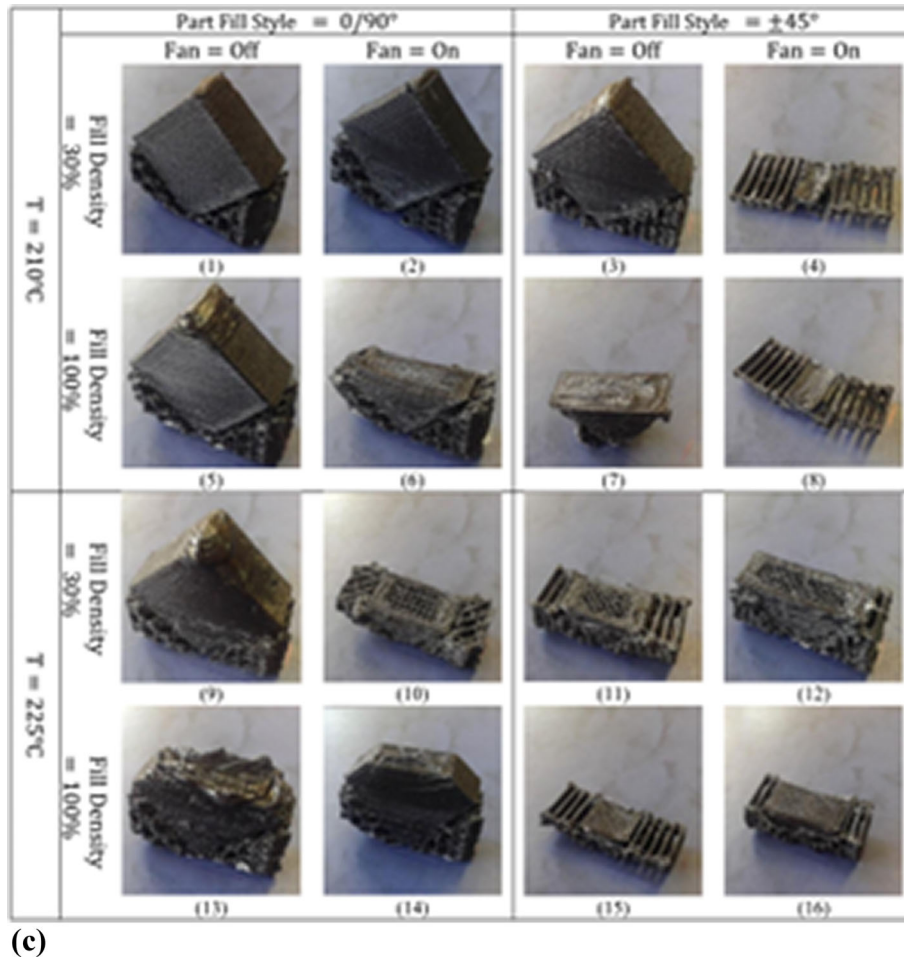 Part Fill Style = 0/90°
Part Fill Style = ±45°
Fan = Off
Fan = On
Fan = Off
Fan = On
T = 210°C
Fill Density
= 30%
(1)
(2)
(3)
(4)
Fill Density
= 100%
(5)
(6)
(7)
(8)
T = 225°C
Fill Density
= 30%
(9)
(10)
(11)
(12)
Fill Density
= 100%
(13)
(14)
(15)
(16)
(c)